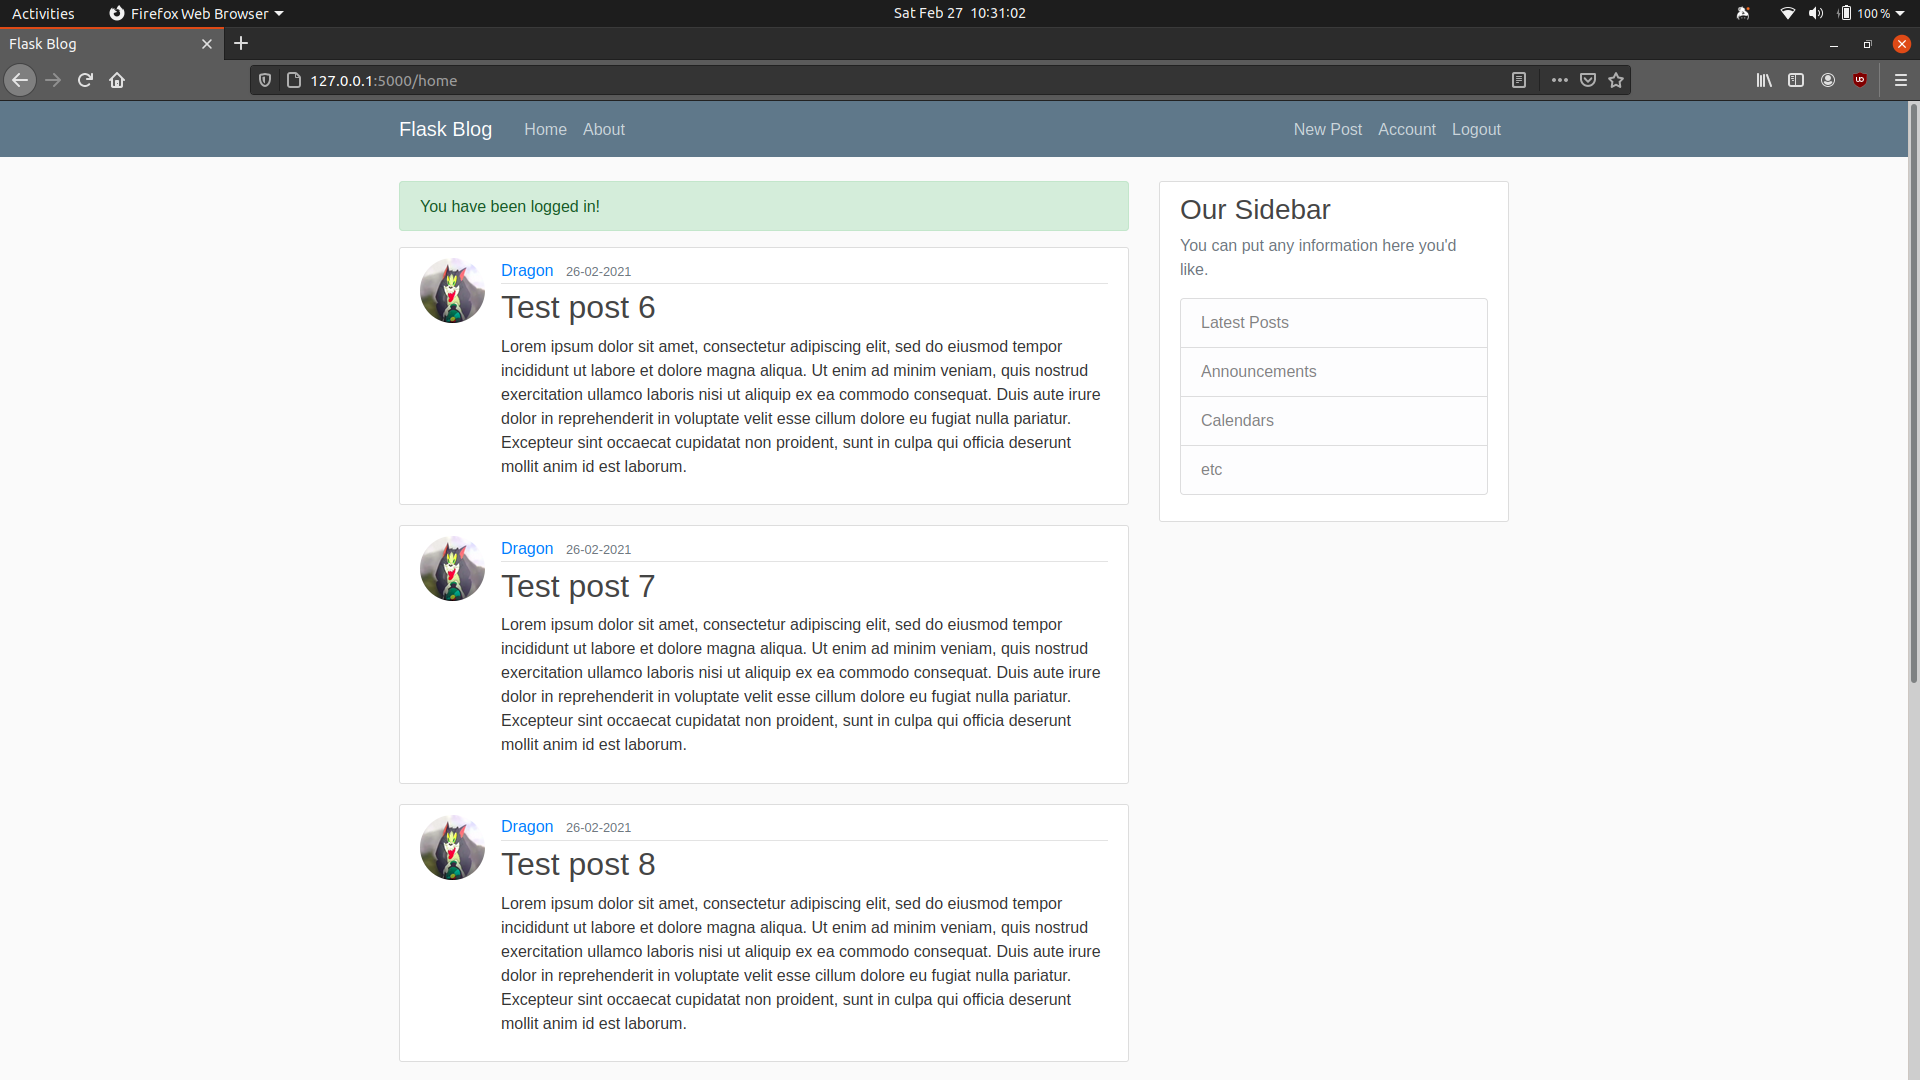 Activities
Firefox Web Browser
Sat Feb 27 10:31:02
100 %
Flask Blog
127.0.0.1:5000/home
Flask Blog
Home
About
New Post
Account
Logout
You have been logged in!
Dragon 26-02-2021
Test post 6
Lorem ipsum dolor sit amet, consectetur adipiscing elit, sed do eiusmod tempor
incididunt ut labore et dolore magna aliqua. Ut enim ad minim veniam, quis nostrud
exercitation ullamco laboris nisi ut aliquip ex ea commodo consequat. Duis aute irure
dolor in reprehenderit in voluptate velit esse cillum dolore eu fugiat nulla pariatur.
Excepteur sint occaecat cupidatat non proident, sunt in culpa qui officia deserunt
mollit anim id est laborum.
Dragon 26-02-2021
Test post 7
Lorem ipsum dolor sit amet, consectetur adipiscing elit, sed do eiusmod tempor
incididunt ut labore et dolore magna aliqua. Ut enim ad minim veniam, quis nostrud
exercitation ullamco laboris nisi ut aliquip ex ea commodo consequat. Duis aute irure
dolor in reprehenderit in voluptate velit esse cillum dolore eu fugiat nulla pariatur.
Excepteur sint occaecat cupidatat non proident, sunt in culpa qui officia deserunt
mollit anim id est laborum.
Dragon 26-02-2021
Test post 8
Lorem ipsum dolor sit amet, consectetur adipiscing elit, sed do eiusmod tempor
incididunt ut labore et dolore magna aliqua. Ut enim ad minim veniam, quis nostrud
exercitation ullamco laboris nisi ut aliquip ex ea commodo consequat. Duis aute irure
dolor in reprehenderit in voluptate velit esse cillum dolore eu fugiat nulla pariatur.
Excepteur sint occaecat cupidatat non proident, sunt in culpa qui officia deserunt
mollit anim id est laborum.
Our Sidebar
You can put any information here you'd
like.
Latest Posts
Announcements
Calendars
etc